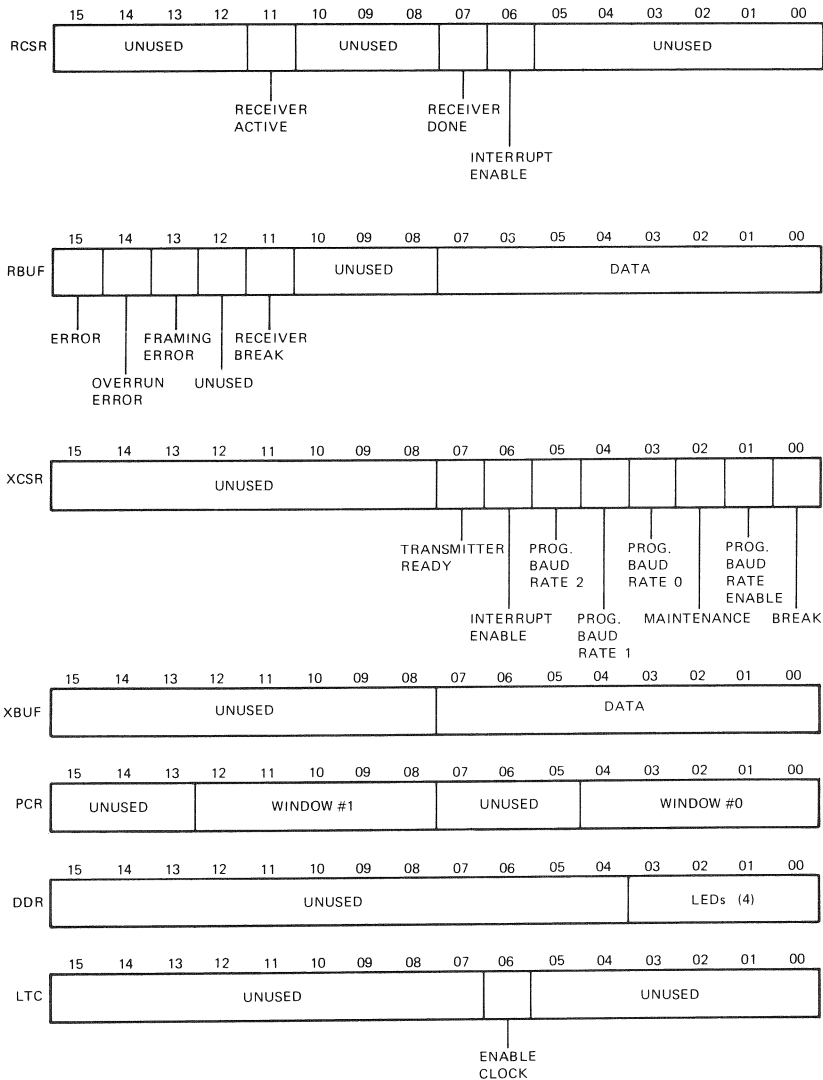 15 14 13 12 11 10 09 08 07 06 05 04 03 02 01 00
RCSR UNUSED UNUSED UNUSED
RECEIVER ACTIVE
RECEIVER DONE
INTERRUPT ENABLE
15 14 13 12 11 10 09 08 07 06 05 04 03 02 01 00
RBUF UNUSED DATA
ERROR
FRAMING ERROR
RECEIVER BREAK
OVERRUN ERROR
UNUSED
15 14 13 12 11 10 09 08 07 06 05 04 03 02 01 00
XCSR UNUSED
TRANSMITTER READY
PROG. BAUD RATE 2
PROG. BAUD RATE 0
PROG. BAUD RATE ENABLE
INTERRUPT ENABLE
PROG. BAUD RATE 1
MAINTENANCE
BREAK
15 14 13 12 11 10 09 08 07 06 05 04 03 02 01 00
XBUF UNUSED DATA
15 14 13 12 11 10 09 08 07 06 05 04 03 02 01 00
PCR UNUSED WINDOW #1 UNUSED WINDOW #0
15 14 13 12 11 10 09 08 07 06 05 04 03 02 01 00
DDR UNUSED LEDs (4)
15 14 13 12 11 10 09 08 07 06 05 04 03 02 01 00
LTC UNUSED UNUSED
ENABLE CLOCK